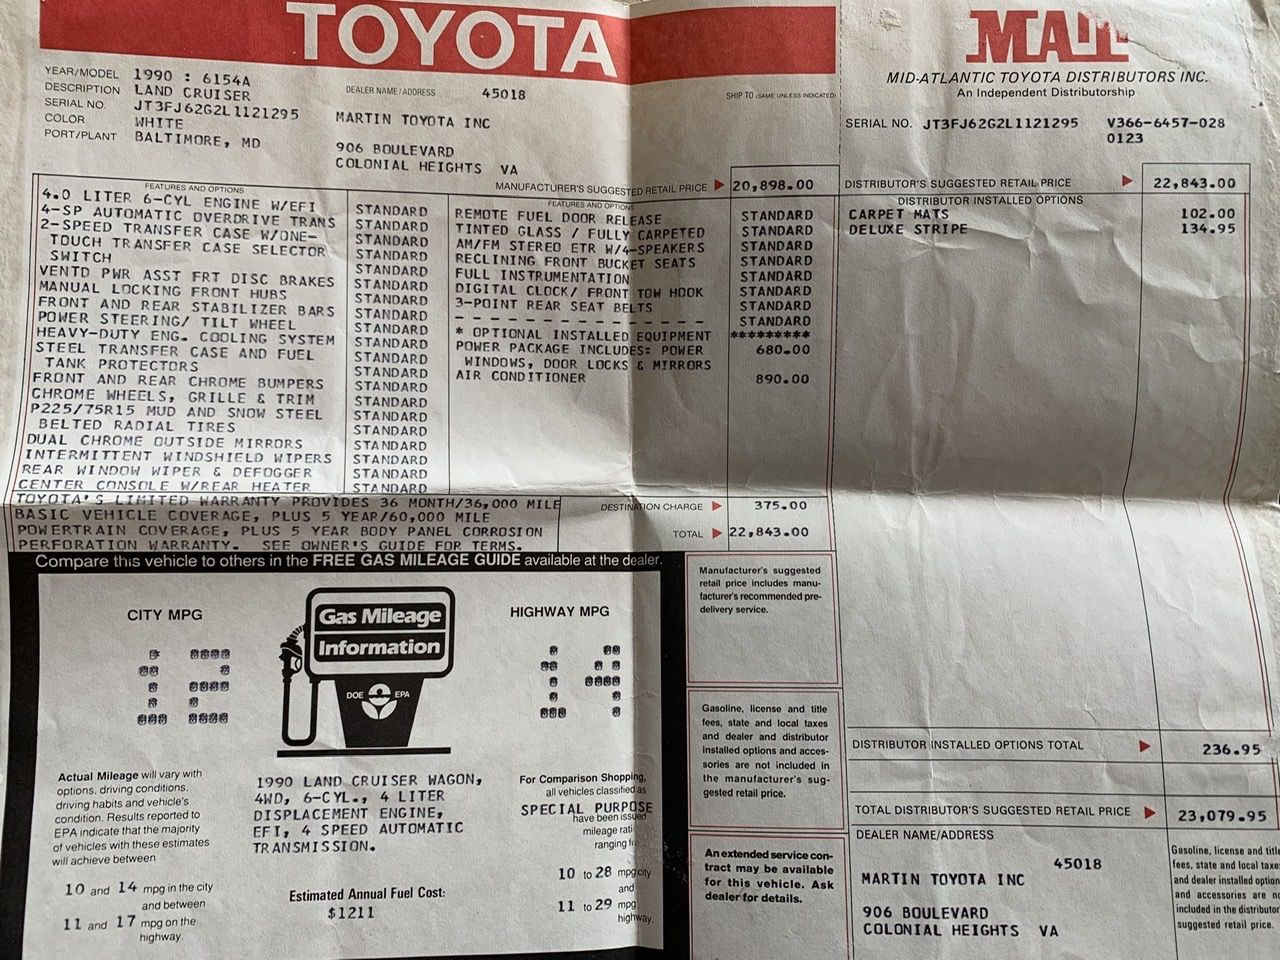 TOYOTA
YEAR/MODEL 1990 : 6154A
DESCRIPTION LAND CRUISER
SERIAL NO. JT3FJ62G2L1121295
COLOR WHITE
PORT/PLANT BALTIMORE, MD
DEALER NAME/ADDRESS 45018
MARTIN TOYOTA INC
906 BOULEVARD
COLONIAL HEIGHTS VA
SHIP TO (SAME UNLESS INDICATED)
MANUFACTURER'S SUGGESTED RETAIL PRICE 20,898.00
FEATURES AND OPTIONS
4.0 LITER 6-CYL ENGINE W/EFI STANDARD
4-SP AUTOMATIC OVERDRIVE TRANS STANDARD
2-SPEED TRANSFER CASE W/ONE- STANDARD
TOUCH TRANSFER CASE SELECTOR STANDARD
SWITCH STANDARD
VENTD PWR ASST FRT DISC BRAKES STANDARD
MANUAL LOCKING FRONT HUBS STANDARD
FRONT AND REAR STABILIZER BARS STANDARD
POWER STEERING/ TILT WHEEL STANDARD
HEAVY-DUTY ENG. COOLING SYSTEM STANDARD
STEEL TRANSFER CASE AND FUEL STANDARD
TANK PROTECTORS STANDARD
FRONT AND REAR CHROME BUMPERS STANDARD
CHROME WHEELS, GRILLE & TRIM STANDARD
P225/75R15 MUD AND SNOW STEEL STANDARD
BELTED RADIAL TIRES STANDARD
DUAL CHROME OUTSIDE MIRRORS STANDARD
INTERMITTENT WINDSHIELD WIPERS STANDARD
REAR WINDOW WIPER & DEFOGGER STANDARD
CENTER CONSOLE W/REAR HEATER STANDARD
FEATURES AND OPTIONS
REMOTE FUEL DOOR RELEASE STANDARD
TINTED GLASS / FULLY CARPETED STANDARD
AM/FM STEREO ETR W/4-SPEAKERS STANDARD
RECLINING FRONT BUCKET SEATS STANDARD
FULL INSTRUMENTATION STANDARD
DIGITAL CLOCK/ FRONT TOW HOOK STANDARD
3-POINT REAR SEAT BELTS STANDARD
- - - - - - - - - - - - - - - STANDARD
* OPTIONAL INSTALLED EQUIPMENT *********
POWER PACKAGE INCLUDES: POWER 680.00
WINDOWS, DOOR LOCKS & MIRRORS
AIR CONDITIONER 890.00
TOYOTA'S LIMITED WARRANTY PROVIDES 36 MONTH/36,000 MILE
BASIC VEHICLE COVERAGE, PLUS 5 YEAR/60,000 MILE
POWERTRAIN COVERAGE, PLUS 5 YEAR BODY PANEL CORROSION
PERFORATION WARRANTY. SEE OWNER'S GUIDE FOR TERMS.
DESTINATION CHARGE 375.00
TOTAL 22,843.00
Compare this vehicle to others in the FREE GAS MILEAGE GUIDE available at the dealer.
CITY MPG
12
Gas Mileage
Information
DOE EPA
HIGHWAY MPG
14
Actual Mileage will vary with
options, driving conditions,
driving habits and vehicle's
condition. Results reported to
EPA indicate that the majority
of vehicles with these estimates
will achieve between
10 and 14 mpg in the city
and between
11 and 17 mpg on the
highway.
1990 LAND CRUISER WAGON,
4WD, 6-CYL., 4 LITER
DISPLACEMENT ENGINE,
EFI, 4 SPEED AUTOMATIC
TRANSMISSION.
Estimated Annual Fuel Cost:
$1211
For Comparison Shopping,
all vehicles classified as
SPECIAL PURPOSE
have been issued
mileage rati
ranging fr
10 to 28 mpg city
and
11 to 29 mpg
highway.
Manufacturer's suggested
retail price includes manu-
facturer's recommended pre-
delivery service.
Gasoline, license and title
fees, state and local taxes
and dealer and distributor
installed options and acces-
sories are not included in
the manufacturer's sug-
gested retail price.
An extended service con-
tract may be available
for this vehicle. Ask
dealer for details.
MID-ATLANTIC TOYOTA DISTRIBUTORS INC.
An Independent Distributorship
SERIAL NO. JT3FJ62G2L1121295 V366-6457-028
0123
DISTRIBUTOR'S SUGGESTED RETAIL PRICE 22,843.00
DISTRIBUTOR INSTALLED OPTIONS
CARPET MATS 102.00
DELUXE STRIPE 134.95
DISTRIBUTOR INSTALLED OPTIONS TOTAL 236.95
TOTAL DISTRIBUTOR'S SUGGESTED RETAIL PRICE 23,079.95
DEALER NAME/ADDRESS
45018
MARTIN TOYOTA INC
906 BOULEVARD
COLONIAL HEIGHTS VA
Gasoline, license and title
fees, state and local taxe
and dealer installed option
and accessories are no
included in the distributor
suggested retail price.